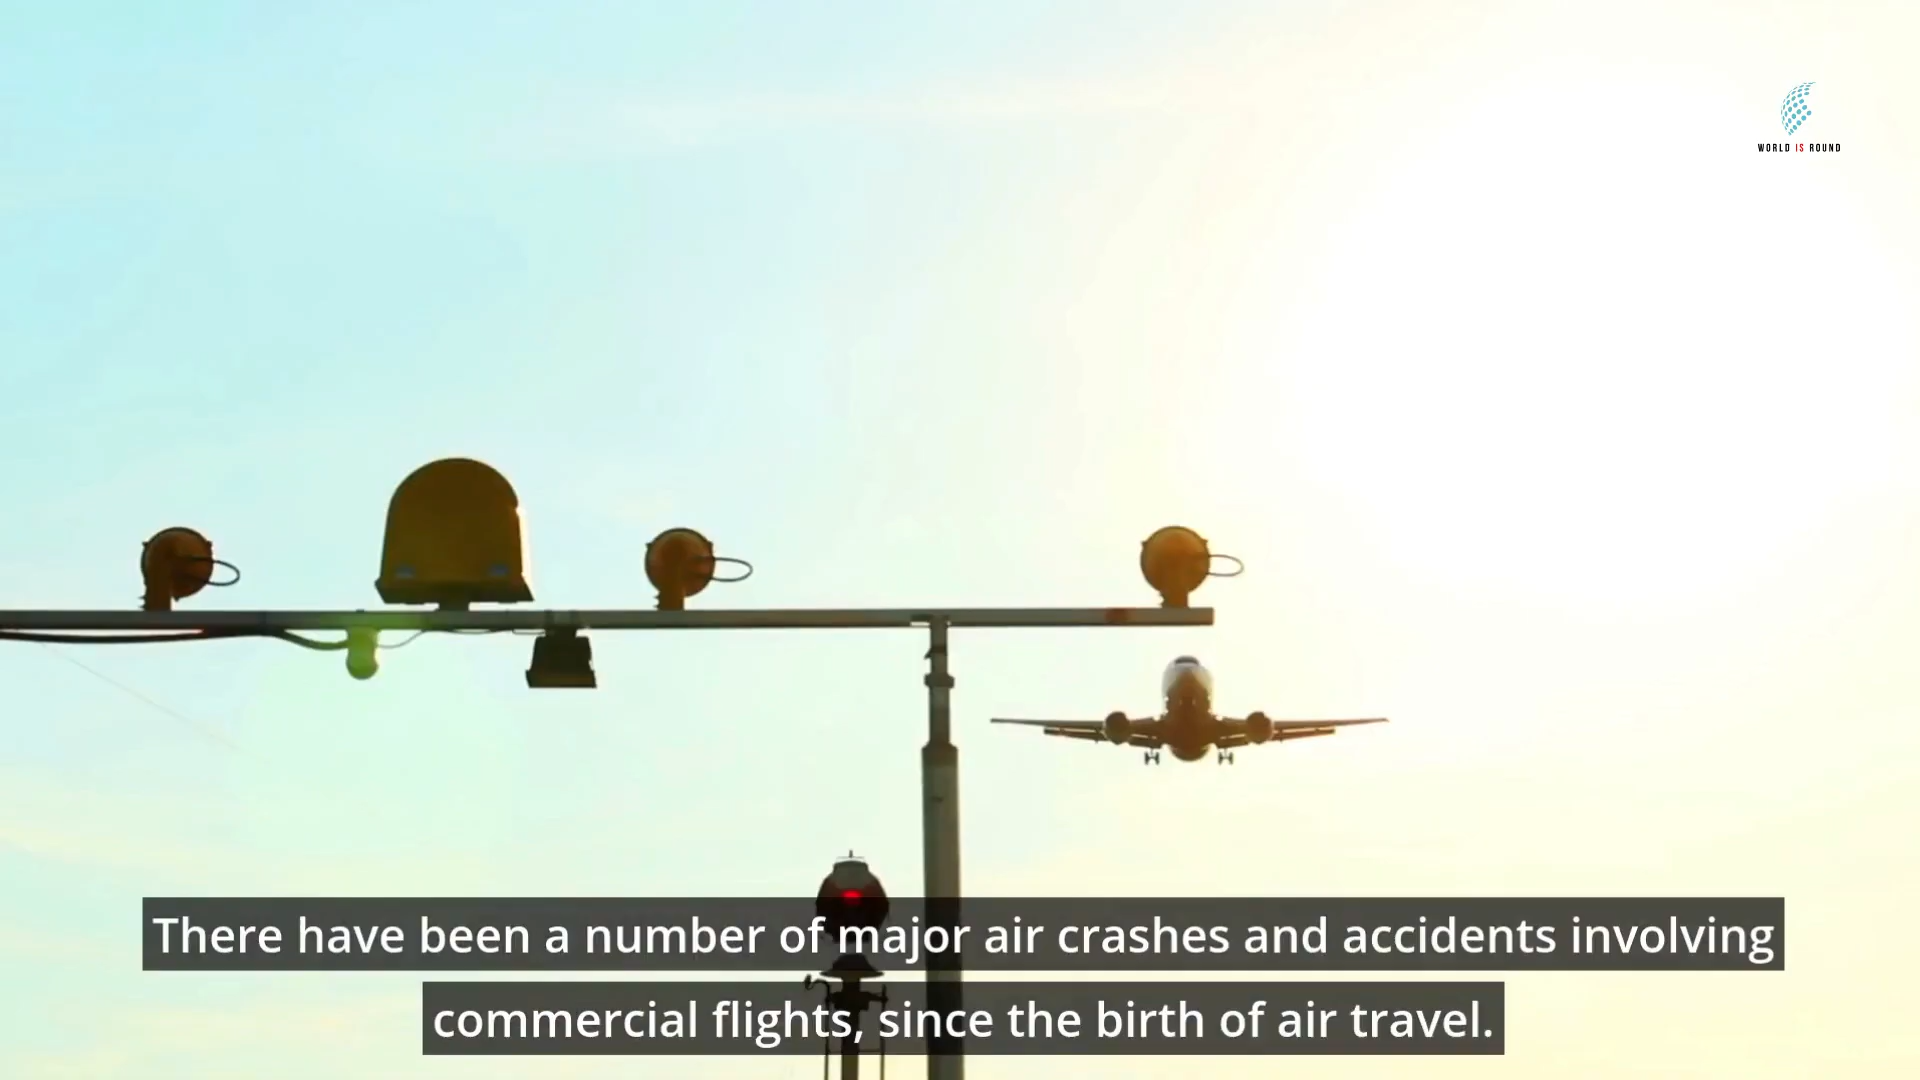 WORLD IS ROUND
There have been a number of major air crashes and accidents involving
commercial flights, since the birth of air travel.